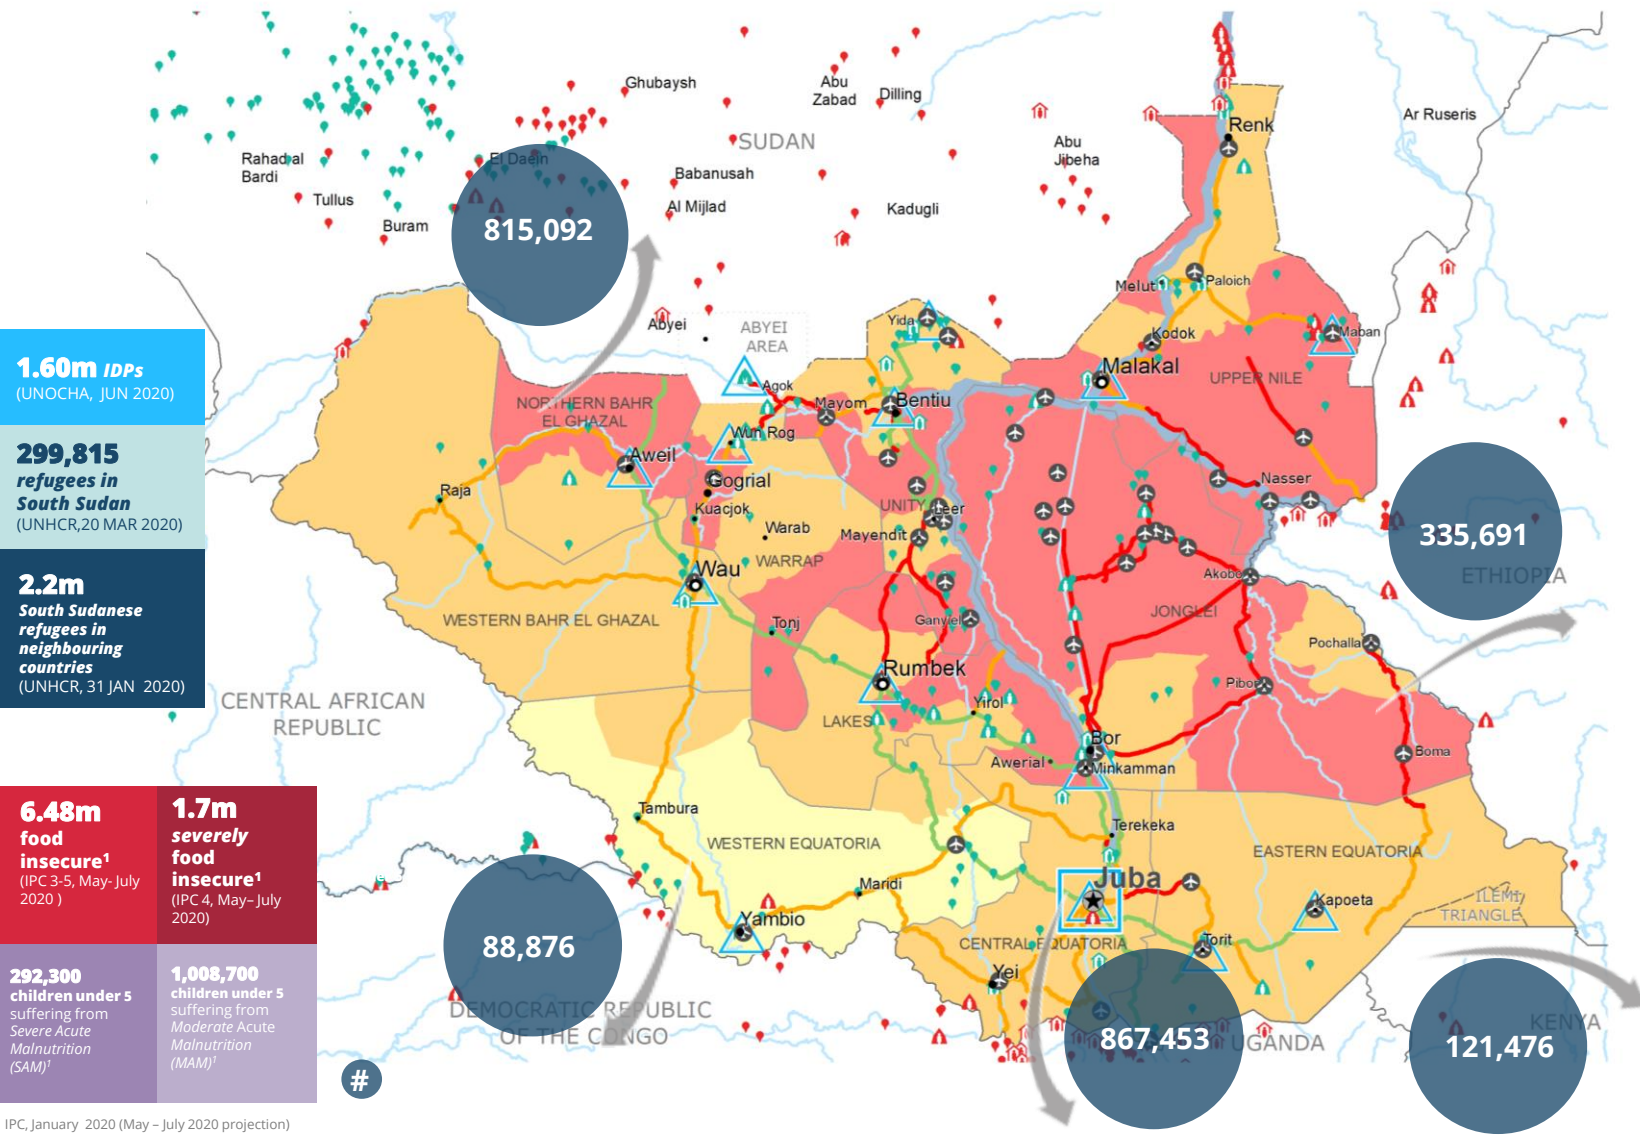 Ghubaysh
Abu
Zabad
Dilling
SUDAN
Abu
Jibeha
Ar Ruseris
Renk
Rahad al
Bardi
El Daein
Babanusah
Tullus
Al Mijlad
Kadugli
Buram
815,092
Melut
Paloich
Abyei
ABYEI
AREA
Yida
Kodok
Maban
1.60m IDPs
(UNOCHA, JUN 2020)
Malakal
UPPER NILE
Agok
Mayom
Bentiu
NORTHERN BAHR
EL GHAZAL
Wun Rog
Aweil
299,815
refugees in
South Sudan
(UNHCR,20 MAR 2020)
Raja
Gogrial
Kuacjok
Warab
WARRAP
UNITY
Leer
Mayendit
Nasser
335,691
ETHIOPIA
Akobo
JONGLEI
2.2m
South Sudanese
refugees in
neighbouring
countries
(UNHCR, 31 JAN 2020)
Wau
WESTERN BAHR EL GHAZAL
Tonj
Ganyiel
Pochalla
Rumbek
Pibor
CENTRAL AFRICAN
REPUBLIC
LAKES
Yirol
Bor
Awerial
Minkamman
Boma
6.48m
food
insecure¹
(IPC 3-5, May- July
2020 )
1.7m
severely
food
insecure¹
(IPC 4, May– July
2020)
Tambura
WESTERN EQUATORIA
Terekeka
EASTERN EQUATORIA
Maridi
Juba
Kapoeta
ILEMI
TRIANGLE
Yambio
88,876
CENTRAL EQUATORIA
Torit
Yei
292,300
children under 5
suffering from
Severe Acute
Malnutrition
(SAM)¹
1,008,700
children under 5
suffering from
Moderate Acute
Malnutrition
(MAM)¹
DEMOCRATIC REPUBLIC
OF THE CONGO
867,453
UGANDA
121,476
KENYA
#
IPC, January 2020 (May – July 2020 projection)